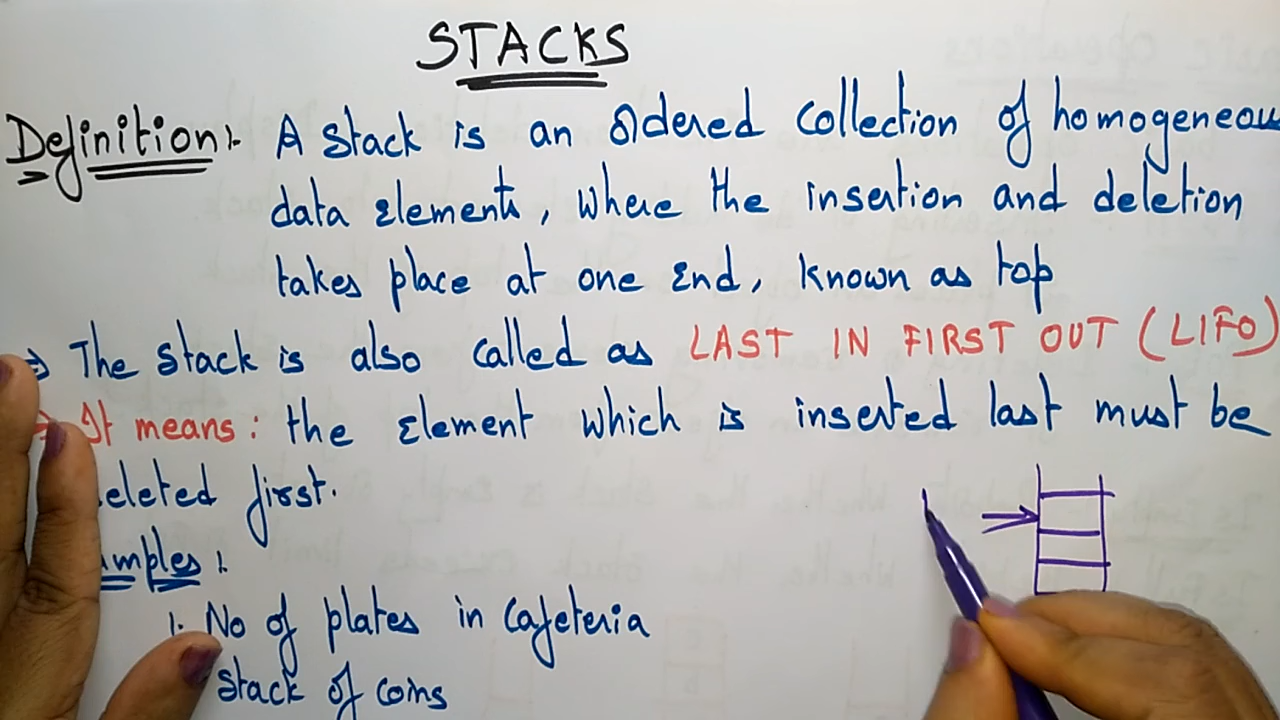 STACKS
Definition:- A stack is an ordered collection of homogeneou
data elements, where the insertion and deletion
takes place at one end, known as top
⇒ The stack is also called as LAST IN FIRST OUT (LIFO)
⇒ It means: the element which is inserted last must be
eleted first.
amples:
1. No of plates in Cafeteria
stack of coins